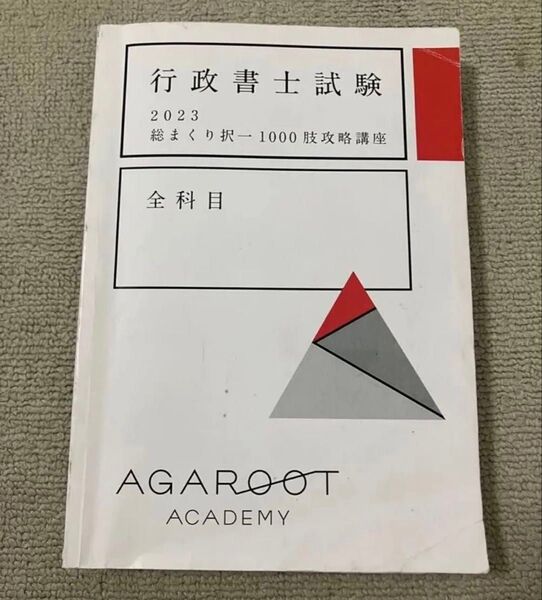 行政書士試験
2023
総まくり択一1000肢攻略講座
全科目
AGAROOT
ACADEMY